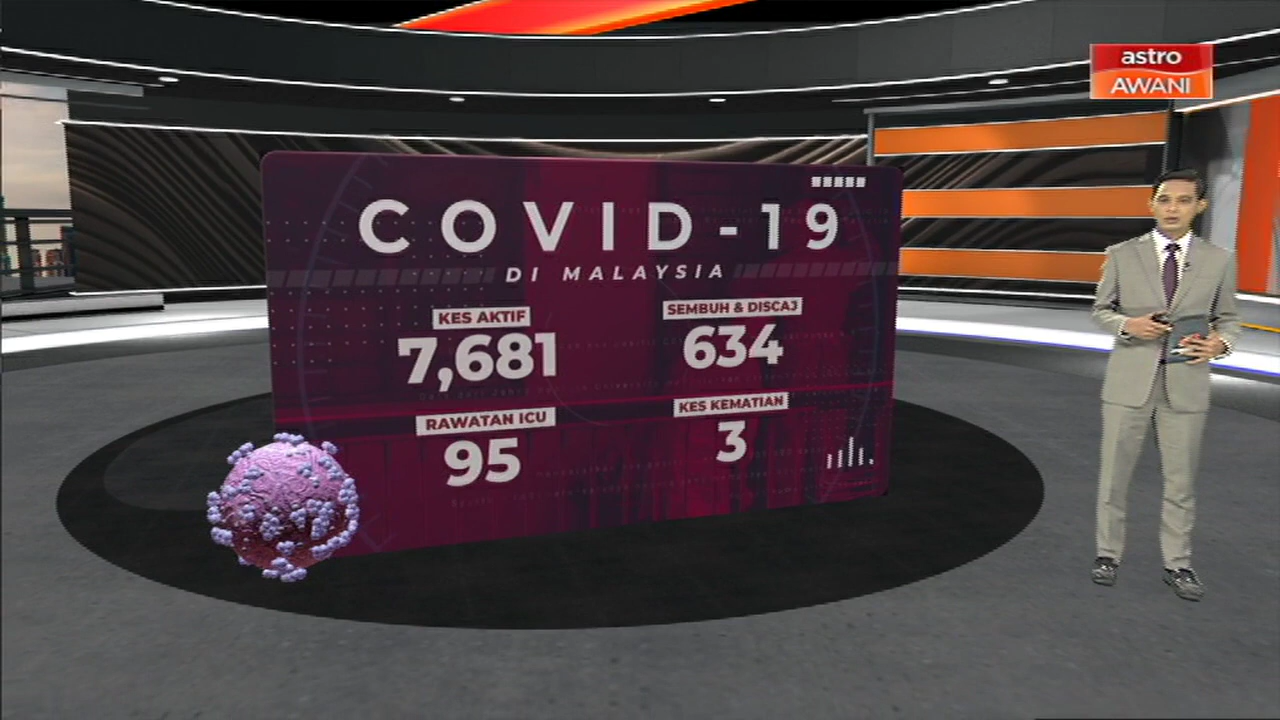 astro
AWANI
COVID-19
DI MALAYSIA
KES AKTIF
7,681
SEMBUH & DISCAJ
634
RAWATAN ICU
95
KES KEMATIAN
3